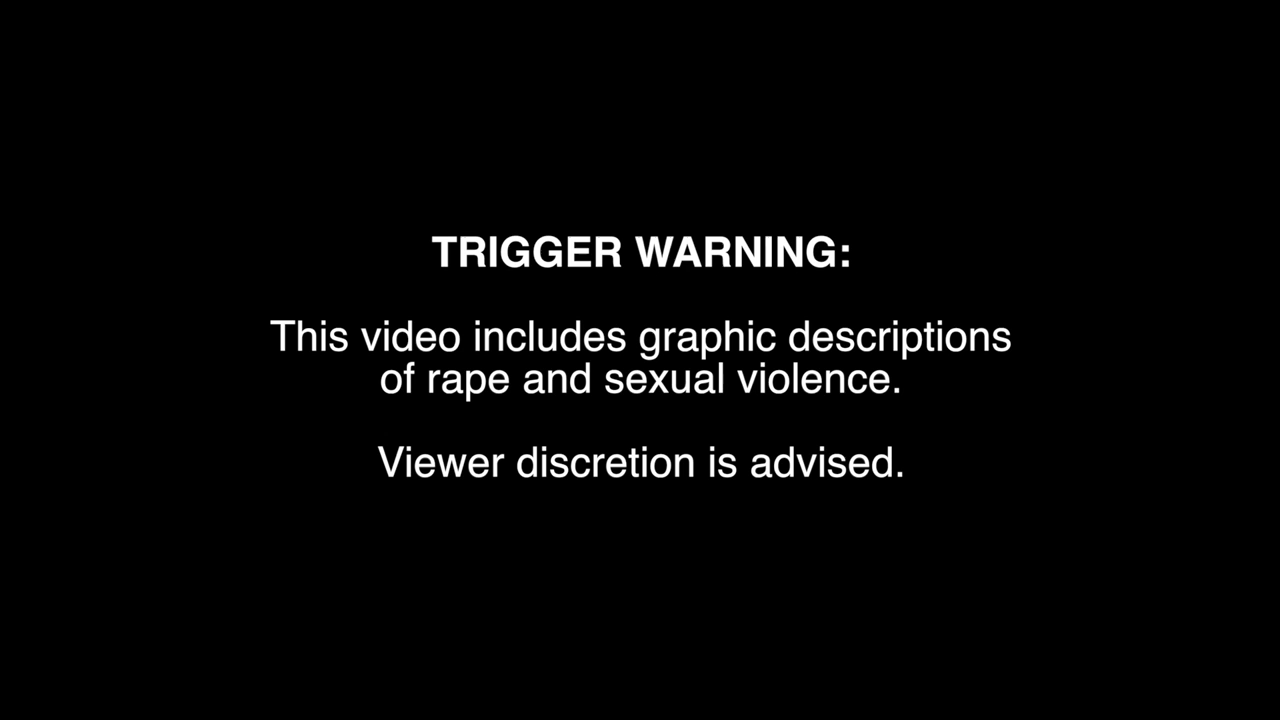 TRIGGER WARNING:
This video includes graphic descriptions
of rape and sexual violence.
Viewer discretion is advised.